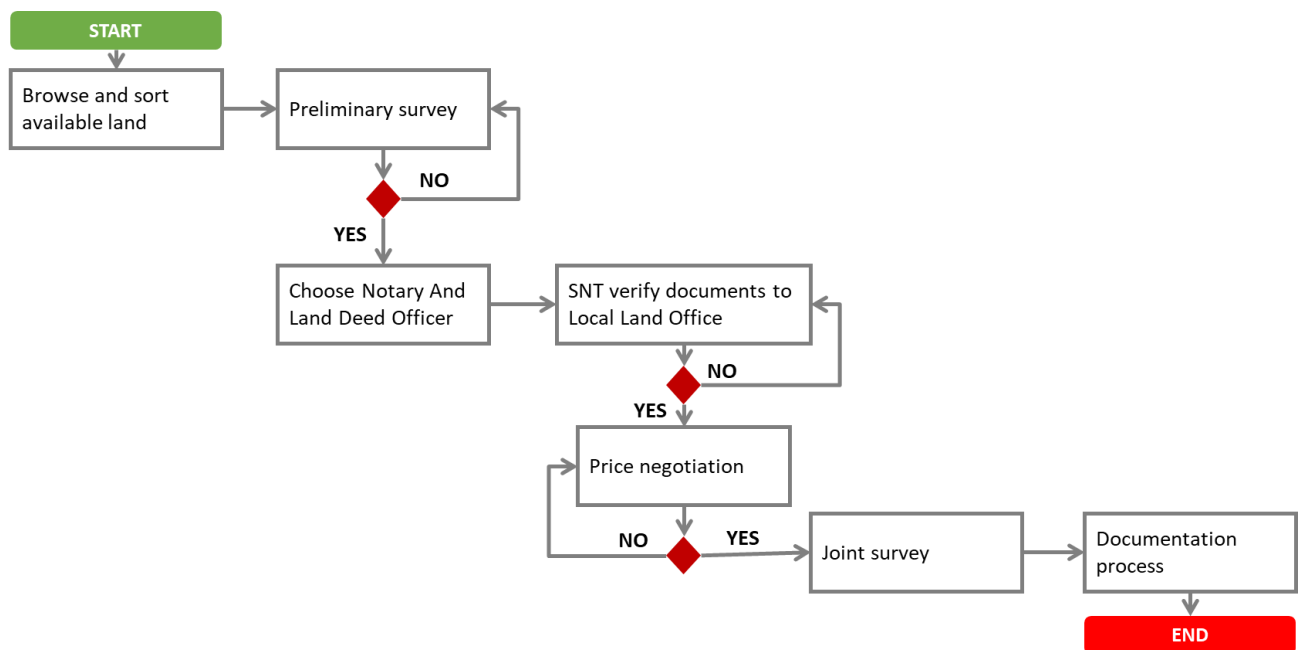 START
Browse and sort
available land
Preliminary survey
NO
YES
Choose Notary And
Land Deed Officer
SNT verify documents to
Local Land Office
NO
YES
Price negotiation
NO
YES
Joint survey
Documentation
process
END